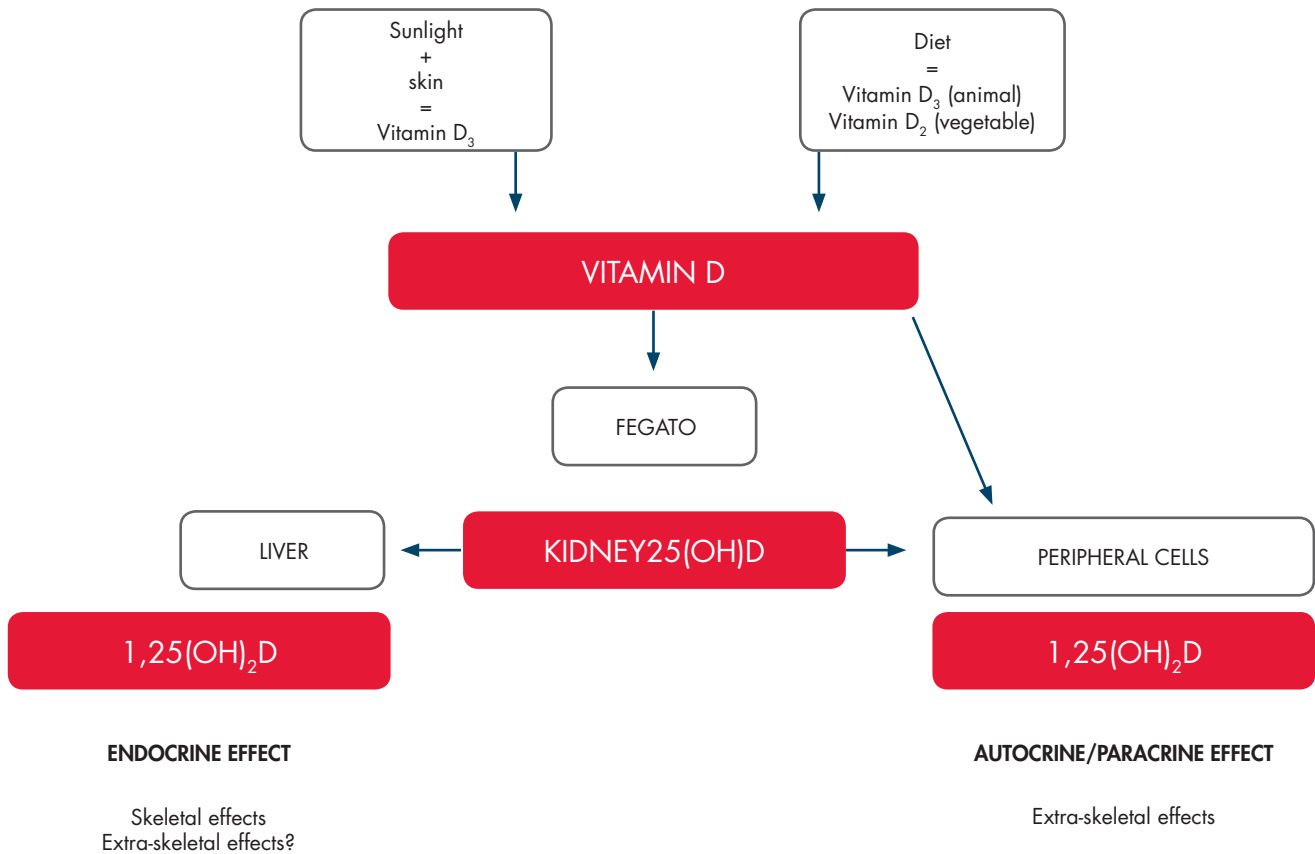 Sunlight
+
skin
=
Vitamin D₃
Diet
=
Vitamin D₃ (animal)
Vitamin D₂ (vegetable)
VITAMIN D
FEGATO
LIVER
KIDNEY25(OH)D
PERIPHERAL CELLS
1,25(OH)₂D
1,25(OH)₂D
ENDOCRINE EFFECT
AUTOCRINE/PARACRINE EFFECT
Skeletal effects
Extra-skeletal effects?
Extra-skeletal effects